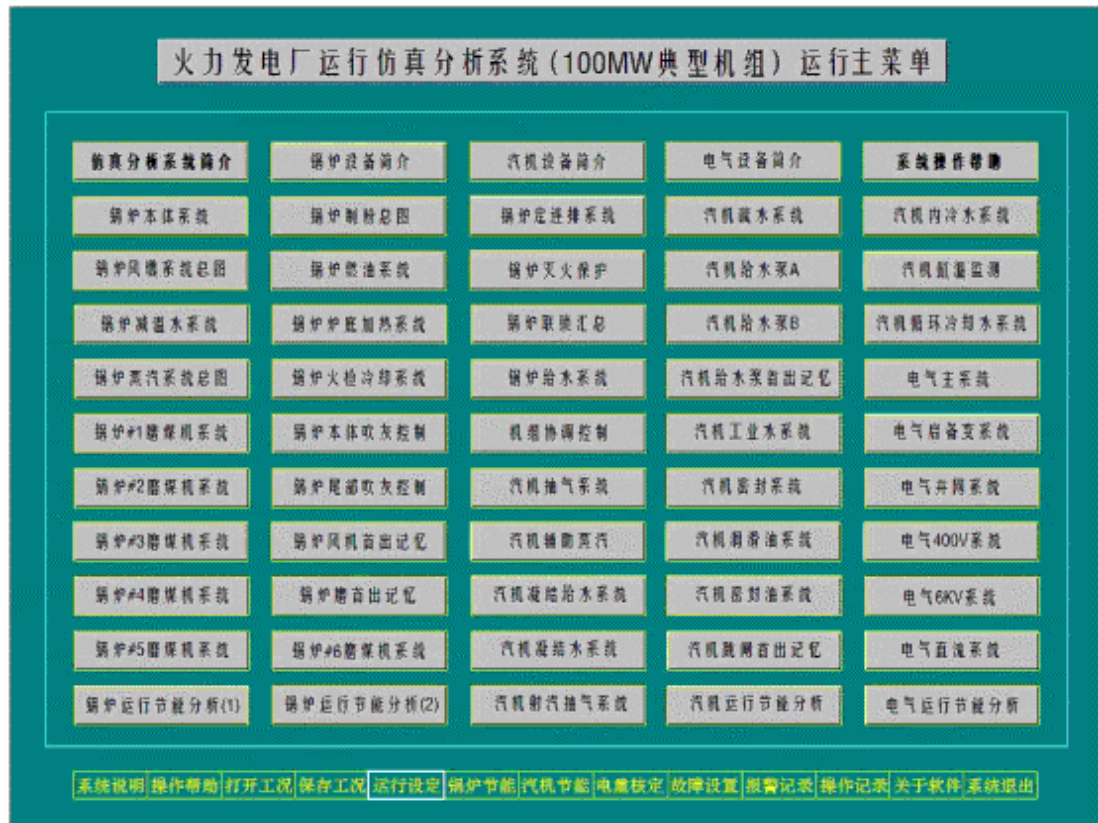 火力发电厂运行仿真分析系统(100MW典型机组)运行主菜单
仿真分析系统简介 锅炉设备简介 汽机设备简介 电气设备简介 系统操作帮助
锅炉本体系统 锅炉制粉总图 锅炉定连排系统 汽机疏水系统 汽机内冷水系统
锅炉风烟系统总图 锅炉燃油系统 锅炉灭火保护 汽机给水泵A 汽机缸温监测
锅炉减温水系统 锅炉炉底加热系统 锅炉联锁汇总 汽机给水泵B 汽机循环冷却水系统
锅炉蒸汽系统总图 锅炉火检冷却系统 锅炉给水系统 汽机给水泵首出记忆 电气主系统
锅炉#1磨煤机系统 锅炉本体吹灰控制 机组协调控制 汽机工业水系统 电气启备变系统
锅炉#2磨煤机系统 锅炉尾部吹灰控制 汽机抽气系统 汽机密封系统 电气并网系统
锅炉#3磨煤机系统 锅炉风机首出记忆 汽机辅助蒸汽 汽机润滑油系统 电气400V系统
锅炉#4磨煤机系统 锅炉磨首出记忆 汽机凝结给水系统 汽机密封油系统 电气6KV系统
锅炉#5磨煤机系统 锅炉#6磨煤机系统 汽机凝结水系统 汽机跳闸首出记忆 电气直流系统
锅炉运行节能分析(1) 锅炉运行节能分析(2) 汽机射汽抽气系统 汽机运行节能分析 电气运行节能分析
系统说明 操作帮助 打开工况 保存工况 运行设定 锅炉节能 汽机节能 电量核定 故障设置 报警记录 操作记录 关于软件 系统退出